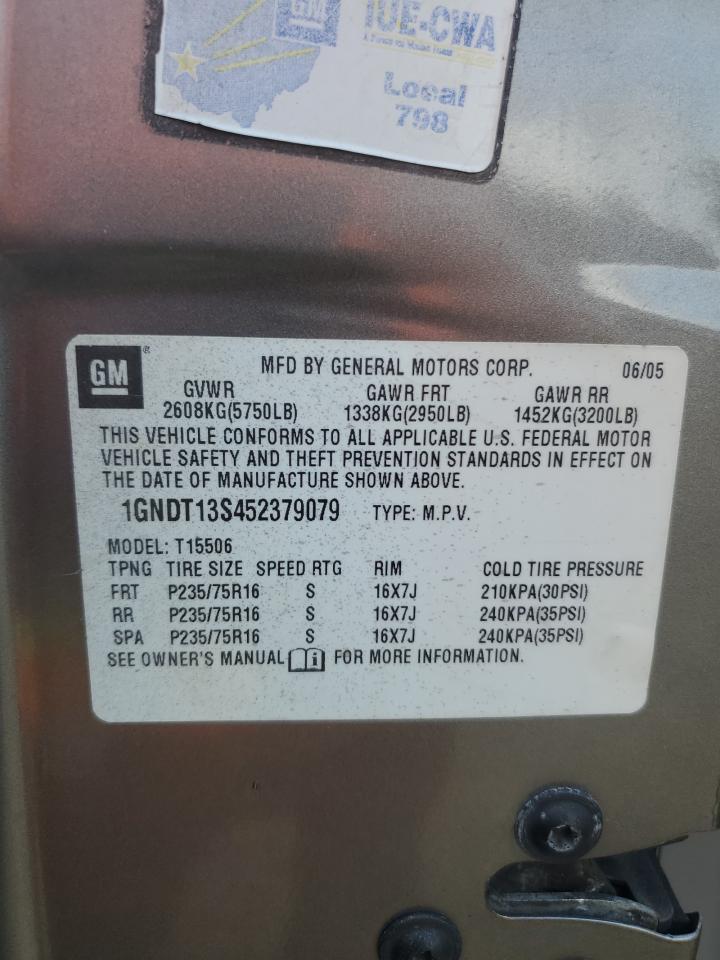 GM IUE-CWA
Local
798
GM® MFD BY GENERAL MOTORS CORP. 06/05
GVWR GAWR FRT GAWR RR
2608KG(5750LB) 1338KG(2950LB) 1452KG(3200LB)
THIS VEHICLE CONFORMS TO ALL APPLICABLE U.S. FEDERAL MOTOR
VEHICLE SAFETY AND THEFT PREVENTION STANDARDS IN EFFECT ON
THE DATE OF MANUFACTURE SHOWN ABOVE.
1GNDT13S452379079 TYPE: M.P.V.
MODEL: T15506
TPNG TIRE SIZE SPEED RTG RIM COLD TIRE PRESSURE
FRT P235/75R16 S 16X7J 210KPA(30PSI)
RR P235/75R16 S 16X7J 240KPA(35PSI)
SPA P235/75R16 S 16X7J 240KPA(35PSI)
SEE OWNER'S MANUAL i FOR MORE INFORMATION.